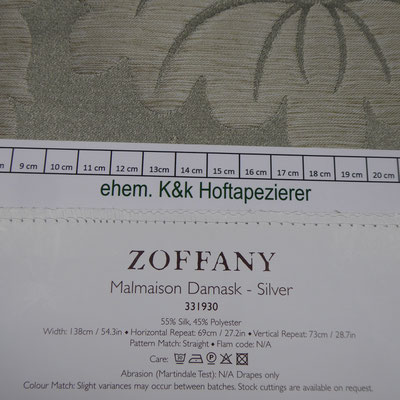 9 cm 10 cm 11 cm 12 cm 13cm 14 cm 15 cm 16 cm 17 cm 18 cm 19 cm 20 cm
ehem. K&k Hoftapezierer
ZOFFANY
Malmaison Damask - Silver
331930
55% Silk, 45% Polyester
Width: 138cm / 54.3in ♦ Horizontal Repeat: 69cm / 27.2in ♦ Vertical Repeat: 73cm / 28.7in
Pattern Match: Straight ♦ Flam code: N/A
Care:
Abrasion (Martindale Test): N/A Drapes only
Colour Match: Slight variances may occur between batches. Stock cuttings are available on request.